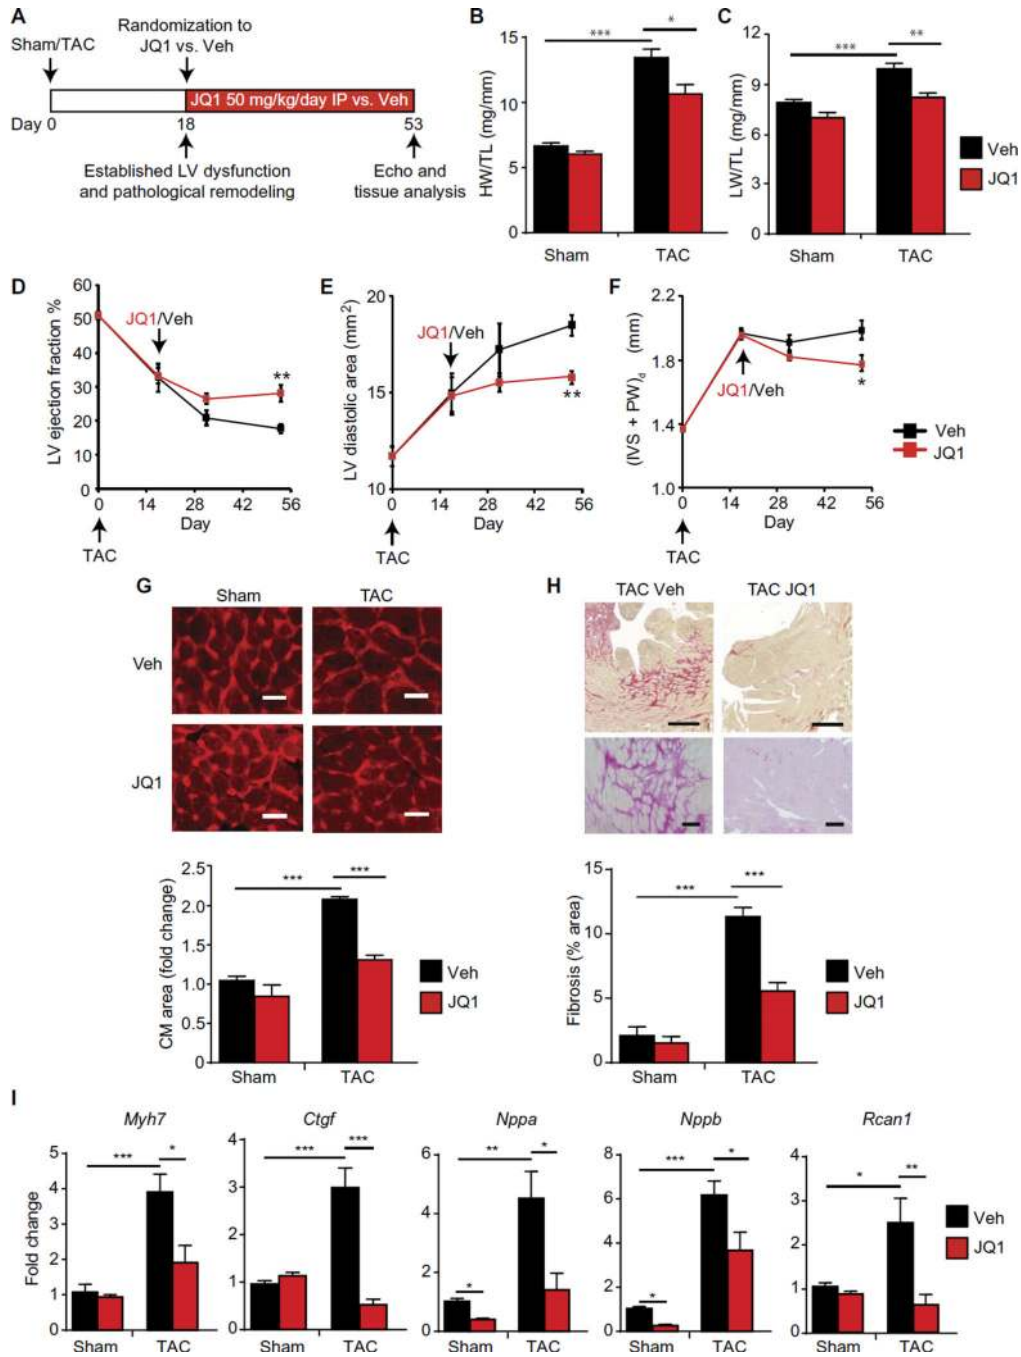 A
Sham/TAC
Randomization to
JQ1 vs. Veh
JQ1 50 mg/kg/day IP vs. Veh
Day 0
18
53
Established LV dysfunction
and pathological remodeling
Echo and
tissue analysis
B
HW/TL (mg/mm)
15
10
5
0
***
*
Sham
TAC
C
LW/TL (mg/mm)
12
9
6
3
0
***
**
Sham
TAC
Veh
JQ1
D
LV ejection fraction %
60
50
40
30
20
10
0
JQ1/Veh
**
0 14 28 42 56
Day
TAC
E
LV diastolic area (mm²)
20
15
10
JQ1/Veh
**
0 14 28 42 56
Day
TAC
F
(IVS + PW)d (mm)
2.2
1.8
1.4
1.0
JQ1/Veh
*
0 14 28 42 56
Day
TAC
Veh
JQ1
G
Sham
TAC
Veh
JQ1
CM area (fold change)
2.5
2.0
1.5
1.0
0.5
0
***
***
Sham
TAC
Veh
JQ1
H
TAC Veh
TAC JQ1
Fibrosis (% area)
15
10
5
0
***
***
Sham
TAC
Veh
JQ1
I
Fold change
Myh7
5
4
3
2
1
0
***
*
Sham
TAC
Ctgf
4
3
2
1
0
***
***
Sham
TAC
Nppa
6
4
2
0
*
**
*
Sham
TAC
Nppb
8
6
4
2
0
*
***
*
Sham
TAC
Rcan1
4
3
2
1
0
*
**
Sham
TAC
Veh
JQ1